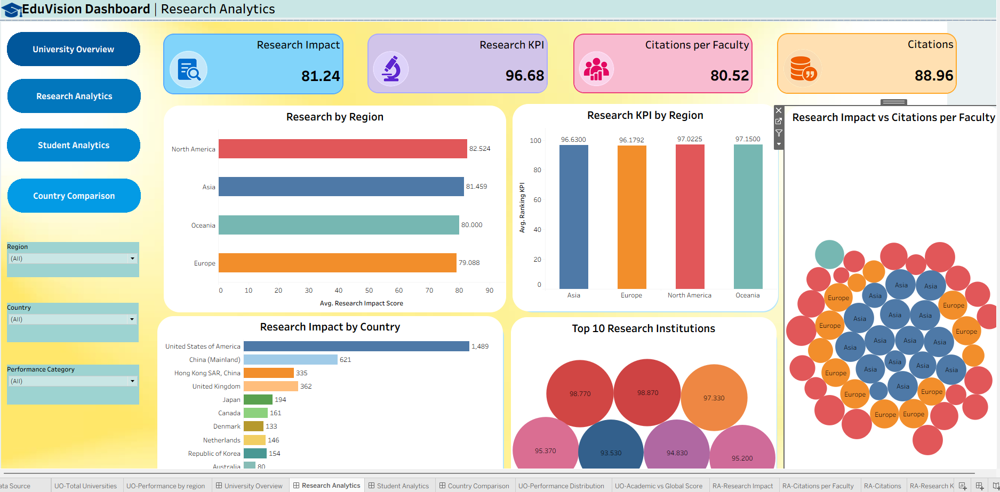 EduVision Dashboard | Research Analytics
University Overview
Research Analytics
Student Analytics
Country Comparison
Region
(All)
Country
(All)
Performance Category
(All)
Research Impact
81.24
Research KPI
96.68
Citations per Faculty
80.52
Citations
88.96
Research by Region
North America
82.524
Asia
81.459
Oceania
80.000
Europe
79.088
0 10 20 30 40 50 60 70 80 90
Avg. Research Impact Score
Research KPI by Region
Avg. Ranking KPI
100
80
60
40
20
0
96.6300 96.1792 97.0225 97.1500
Asia Europe North America Oceania
Research Impact vs Citations per Faculty
Asia
Asia
Europe
Asia
Europe
Asia
Asia
Asia
Europe
Europe
Asia
Asia
Asia
Asia
Asia
Asia
Asia
Asia
Europe
Asia
Europe
Europe
Europe
Europe
Research Impact by Country
United States of America 1,489
China (Mainland) 621
Hong Kong SAR, China 335
United Kingdom 362
Japan 194
Canada 161
Denmark 133
Netherlands 146
Republic of Korea 154
Australia 80
Top 10 Research Institutions
98.770
98.870
97.330
95.370
93.530
94.830
95.200
ata Source
UO-Total Universities
UO-Performance by region
University Overview
Research Analytics
Student Analytics
Country Comparison
UO-Performance Distribution
UO-Academic vs Global Score
RA-Research Impact
RA-Citations per Faculty
RA-Citations
RA-Research K